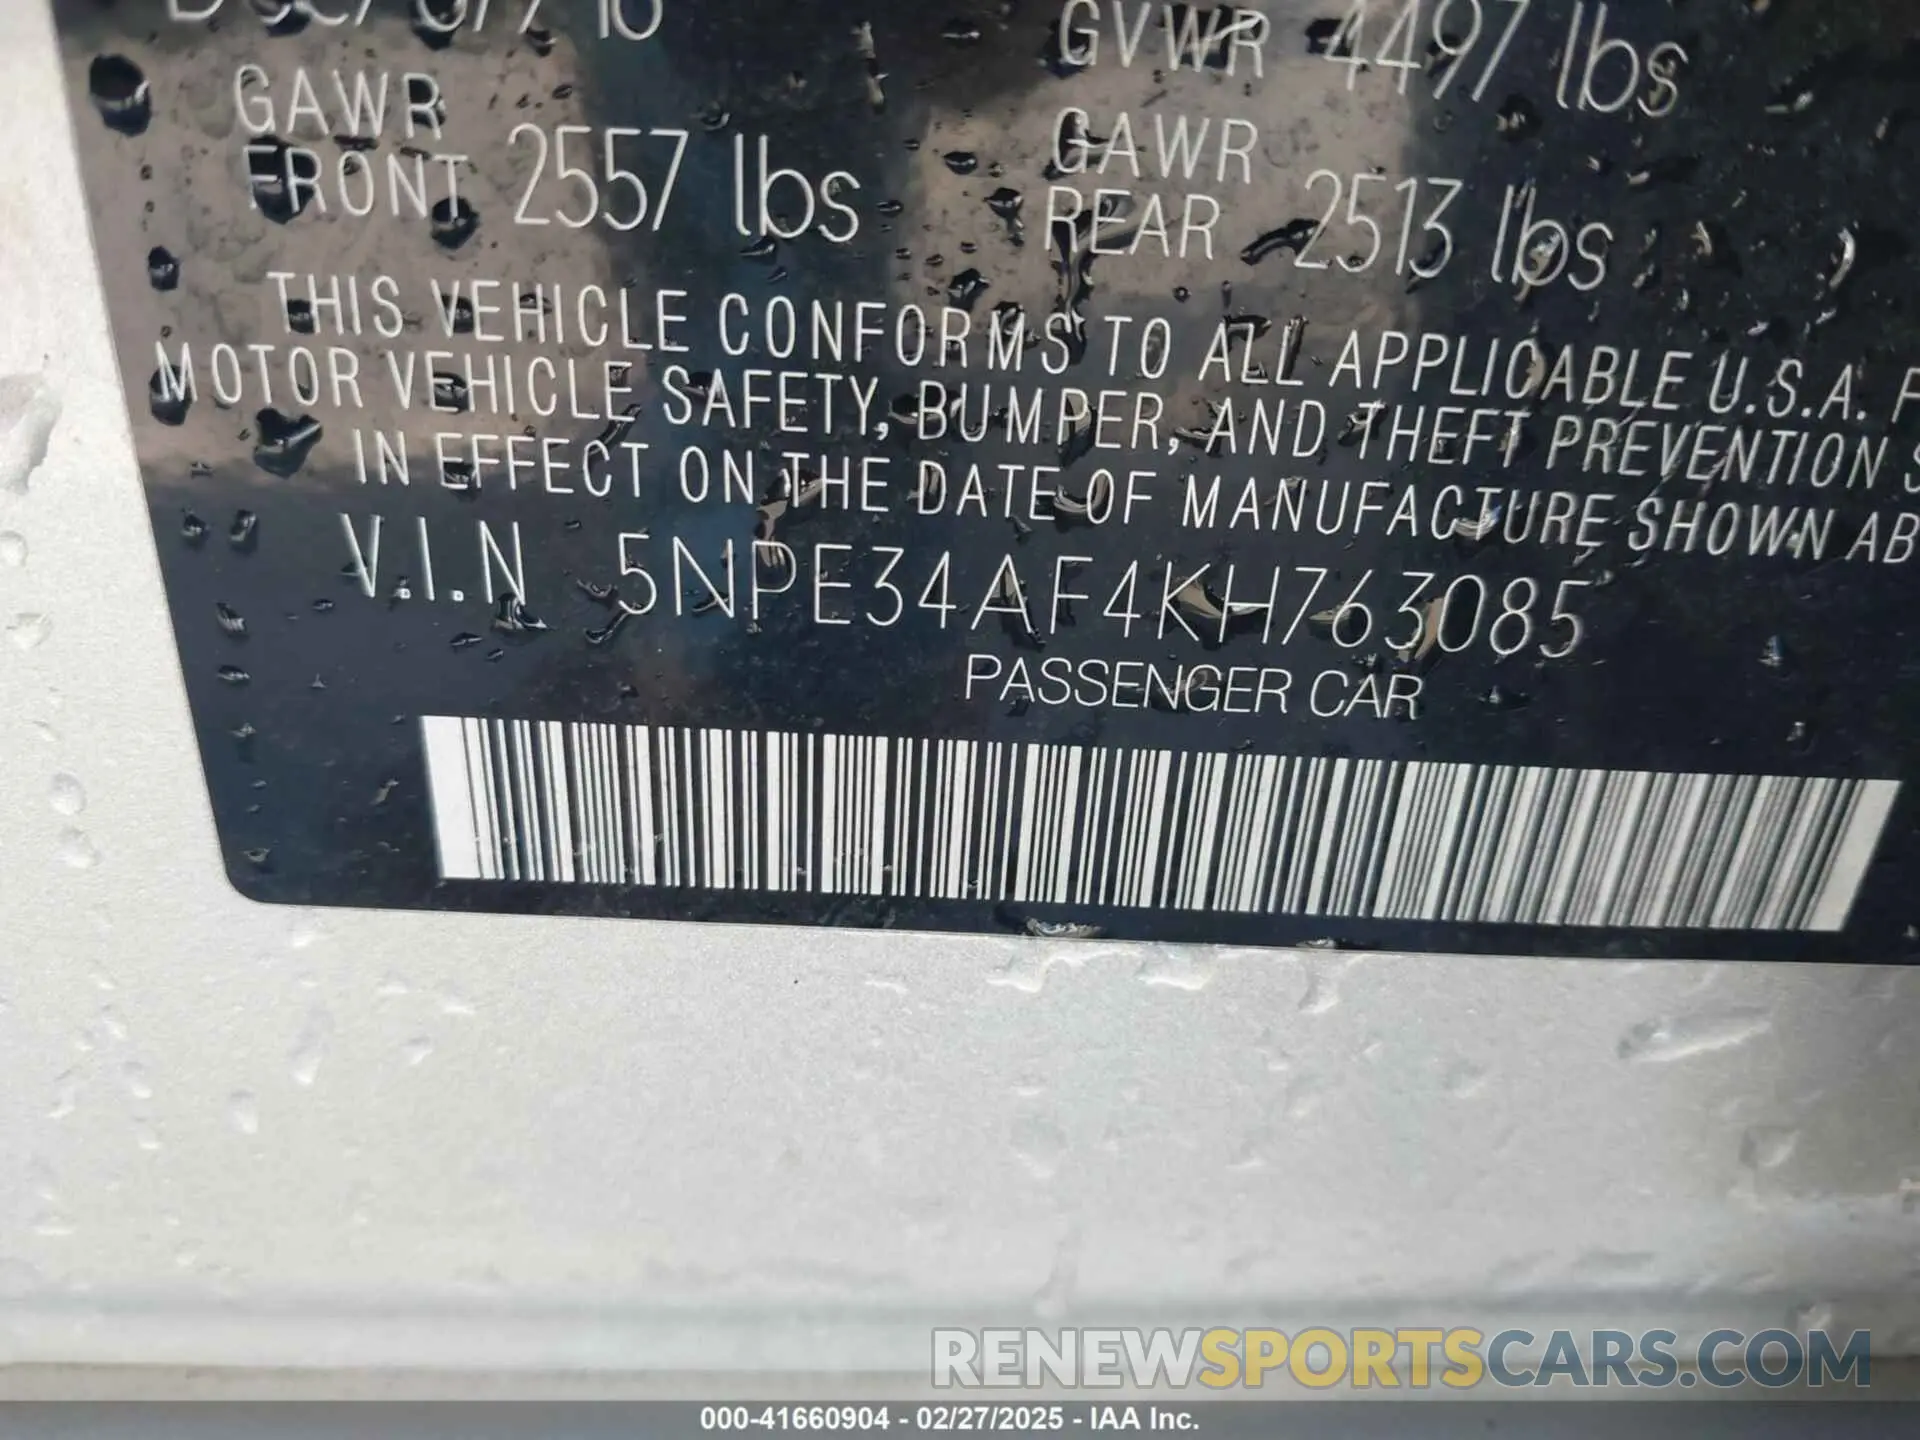 GVWR 4497 lbs
GAWR
FRONT 2557 lbs
GAWR
REAR 2513 lbs
THIS VEHICLE CONFORMS TO ALL APPLICABLE U.S.A. F
MOTOR VEHICLE SAFETY, BUMPER, AND THEFT PREVENTION S
IN EFFECT ON THE DATE OF MANUFACTURE SHOWN AB
V.I.N 5NPE34AF4KH763085
PASSENGER CAR
RENEWSPORTSCARS.COM
000-41660904 - 02/27/2025 - IAA Inc.